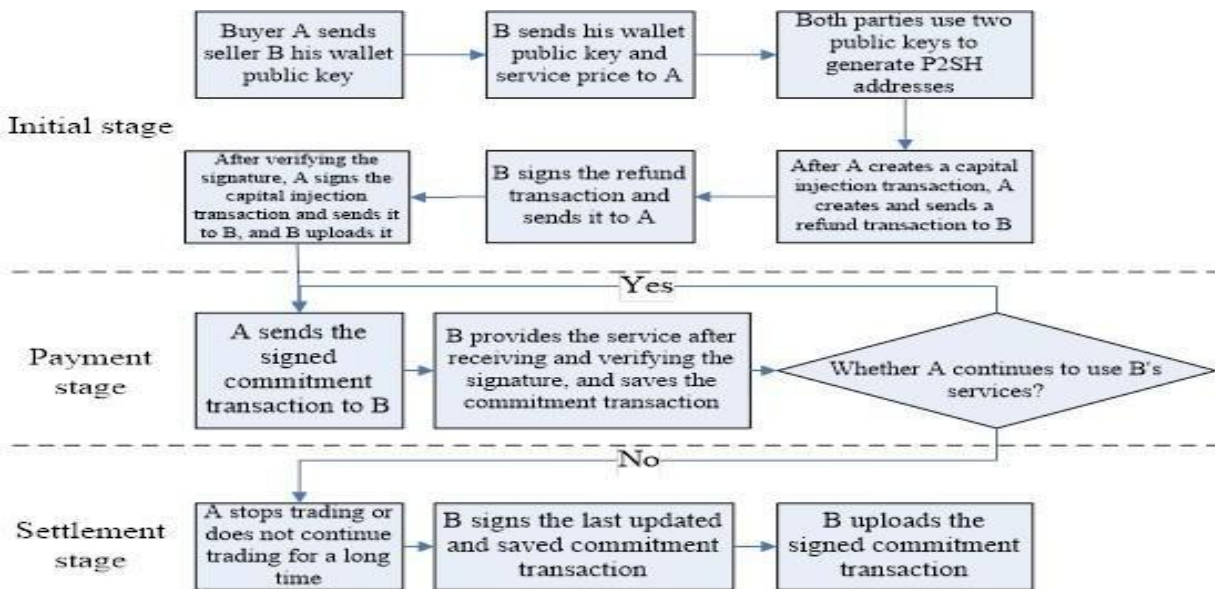 Buyer A sends
seller B his wallet
public key
B sends his wallet
public key and
service price to A
Both parties use two
public keys to
generate P2SH
addresses
Initial stage
After verifying the
signature, A signs the
capital injection
transaction and sends it
to B, and B uploads it
B signs the refund
transaction and
sends it to A
After A creates a capital
injection transaction, A
creates and sends a
refund transaction to B
Yes
Payment
stage
A sends the
signed
commitment
transaction to B
B provides the service after
receiving and verifying the
signature, and saves the
commitment transaction
Whether A continues to use B's
services?
No
Settlement
stage
A stops trading or
does not continue
trading for a long
time
B signs the last updated
and saved commitment
transaction
B uploads the
signed commitment
transaction